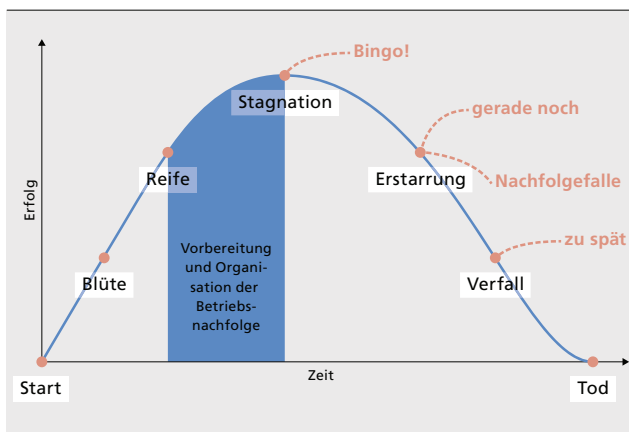 Bingo!
Stagnation
gerade noch
Reife
Erstarrung
Nachfolgefalle
Erfolg
Vorbereitung
und Organi-
sation der
Betriebs-
nachfolge
zu spät
Blüte
Verfall
Start
Zeit
Tod